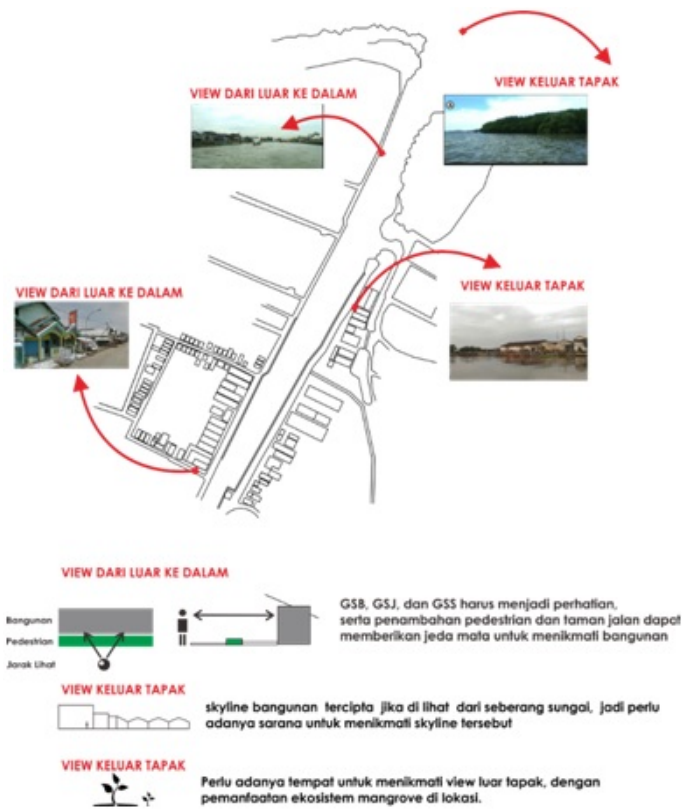 VIEW KELUAR TAPAK
VIEW DARI LUAR KE DALAM
VIEW DARI LUAR KE DALAM
VIEW KELUAR TAPAK
VIEW DARI LUAR KE DALAM
Bangunan
Pedestrian
Jarak Lihat
GSB, GSJ, dan GSS harus menjadi perhatian,
serta penambahan pedestrian dan taman jalan dapat
memberikan jeda mata untuk menikmati bangunan
VIEW KELUAR TAPAK
skyline bangunan tercipta jika di lihat dari seberang sungai, jadi perlu
adanya sarana untuk menikmati skyline tersebut
VIEW KELUAR TAPAK
Perlu adanya tempat untuk menikmati view luar tapak, dengan
pemanfaatan ekosistem mangrove di lokasi.